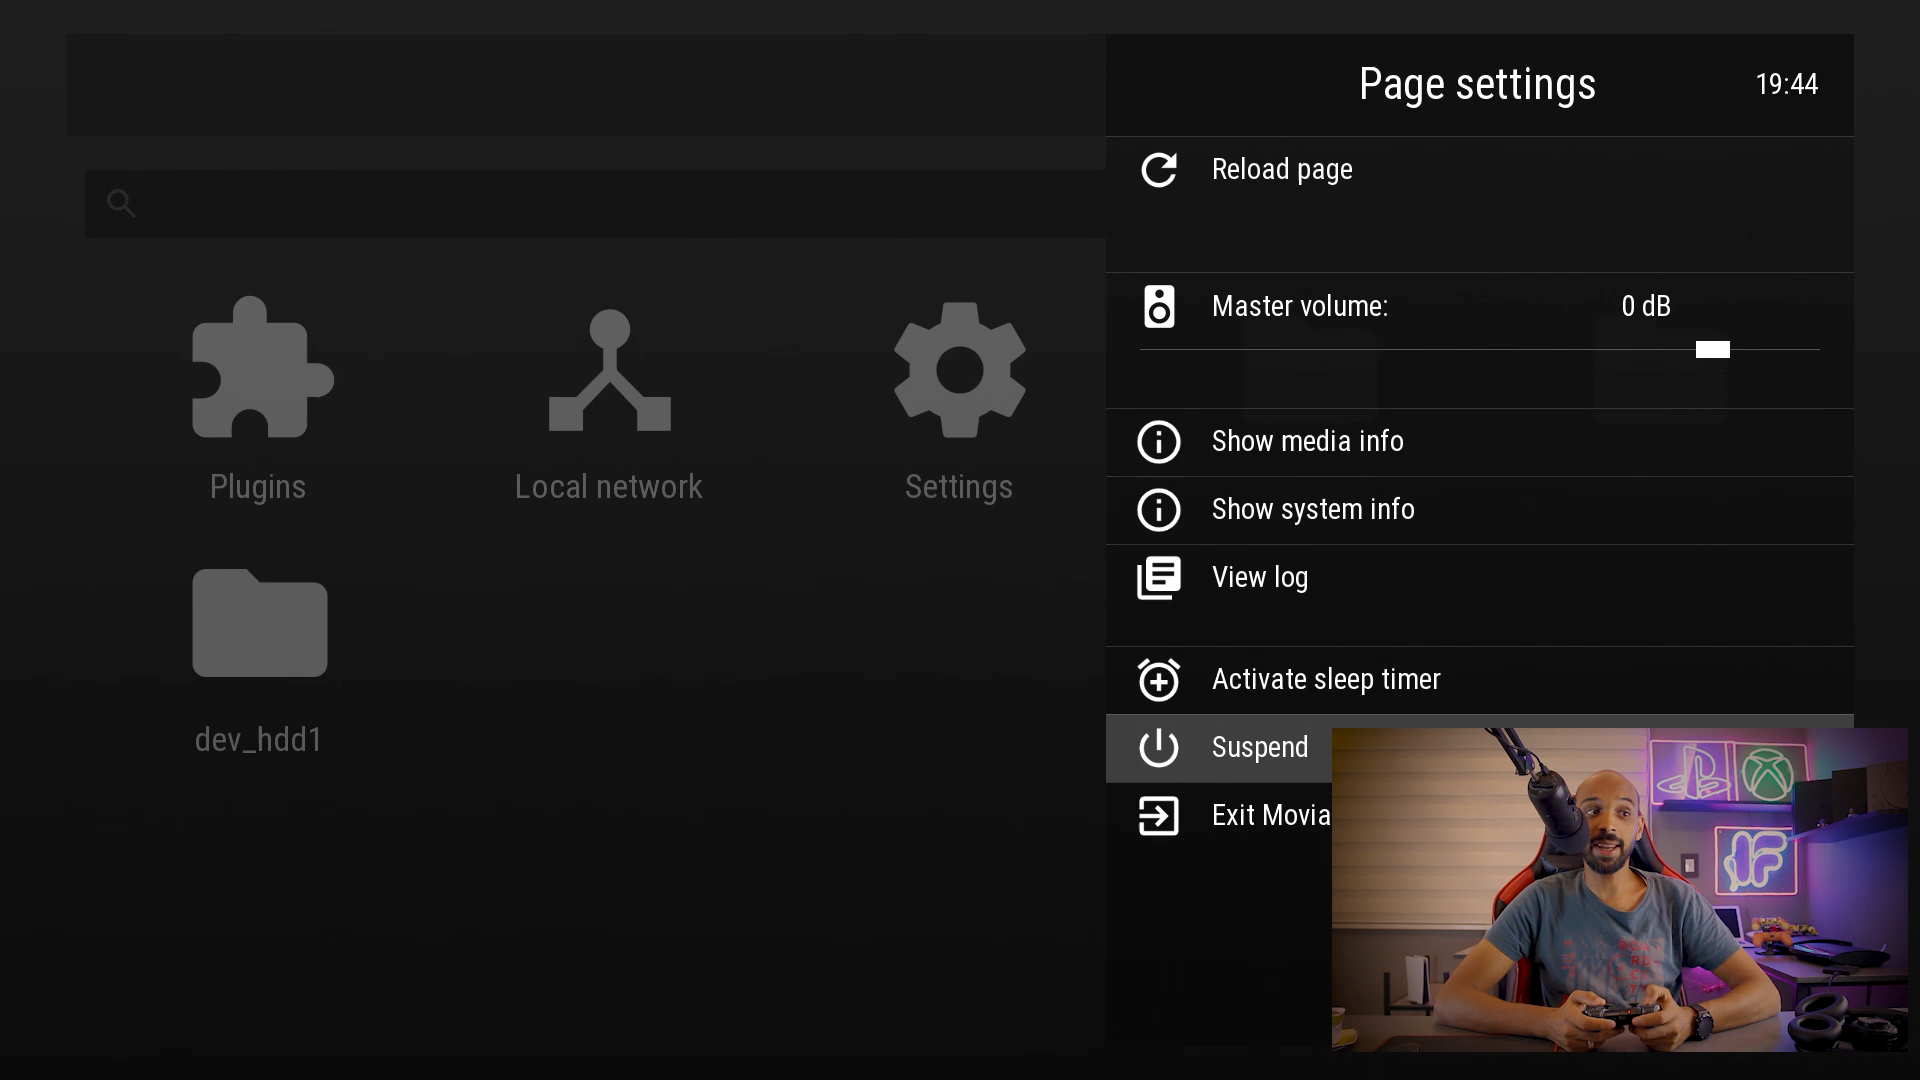 Page settings
19:44
Reload page
Master volume:
0 dB
Show media info
Show system info
View log
Activate sleep timer
Suspend
Exit Movia
Plugins
Local network
Settings
dev_hdd1